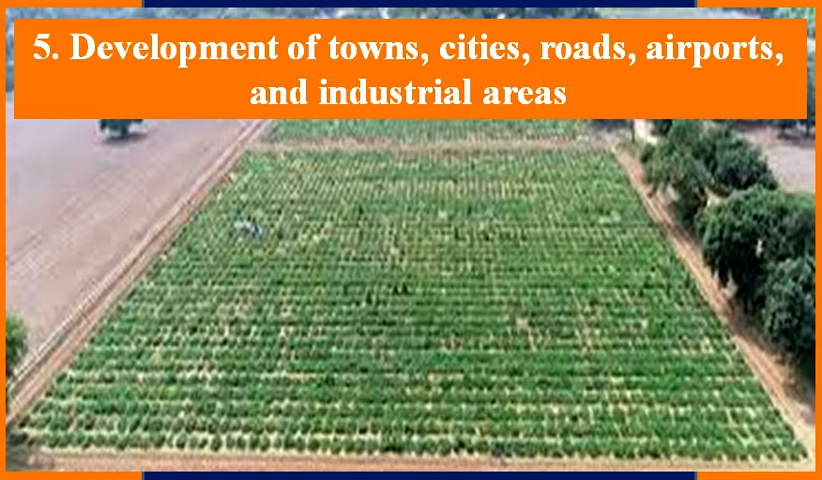 5. Development of towns, cities, roads, airports,
and industrial areas